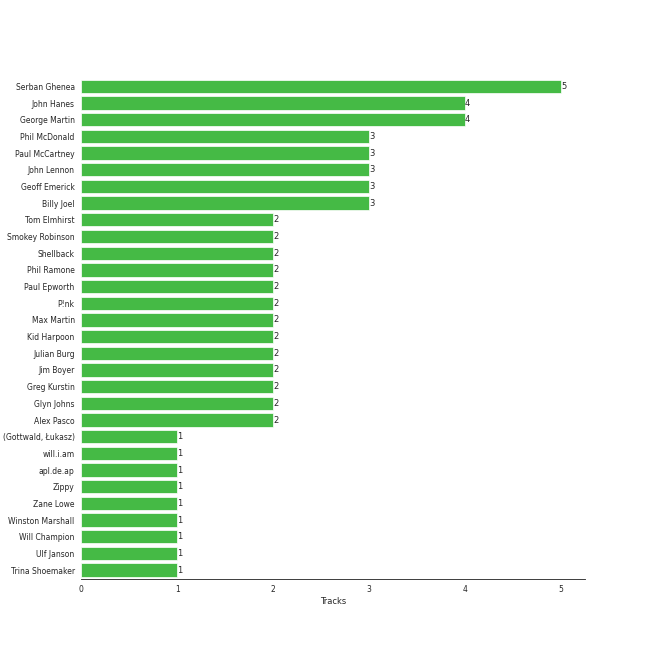 Serban Ghenea 5
John Hanes 4
George Martin 4
Phil McDonald 3
Paul McCartney 3
John Lennon 3
Geoff Emerick 3
Billy Joel 3
Tom Elmhirst 2
Smokey Robinson 2
Shellback 2
Phil Ramone 2
Paul Epworth 2
P!nk 2
Max Martin 2
Kid Harpoon 2
Julian Burg 2
Jim Boyer 2
Greg Kurstin 2
Glyn Johns 2
Alex Pasco 2
(Gottwald, Łukasz) 1
will.i.am 1
apl.de.ap 1
Zippy 1
Zane Lowe 1
Winston Marshall 1
Will Champion 1
Ulf Janson 1
Trina Shoemaker 1
0 1 2 3 4 5
Tracks